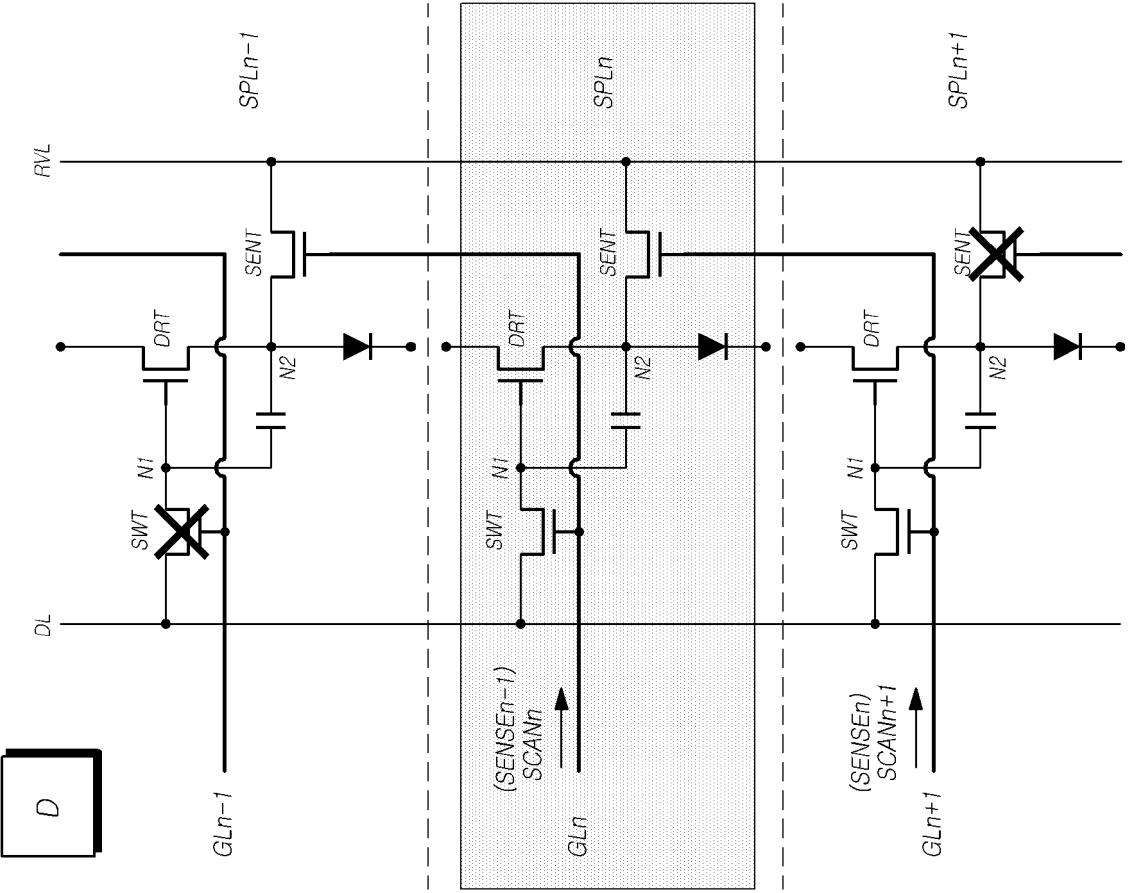 D
DL
RVL
SPLn-1
SWT
N1
DRT
SENT
N2
GLn-1
SPLn
SWT
N1
DRT
SENT
N2
(SENSEn-1)
SCANn
GLn
SPLn+1
SWT
N1
DRT
SENT
N2
(SENSEn)
SCANn+1
GLn+1